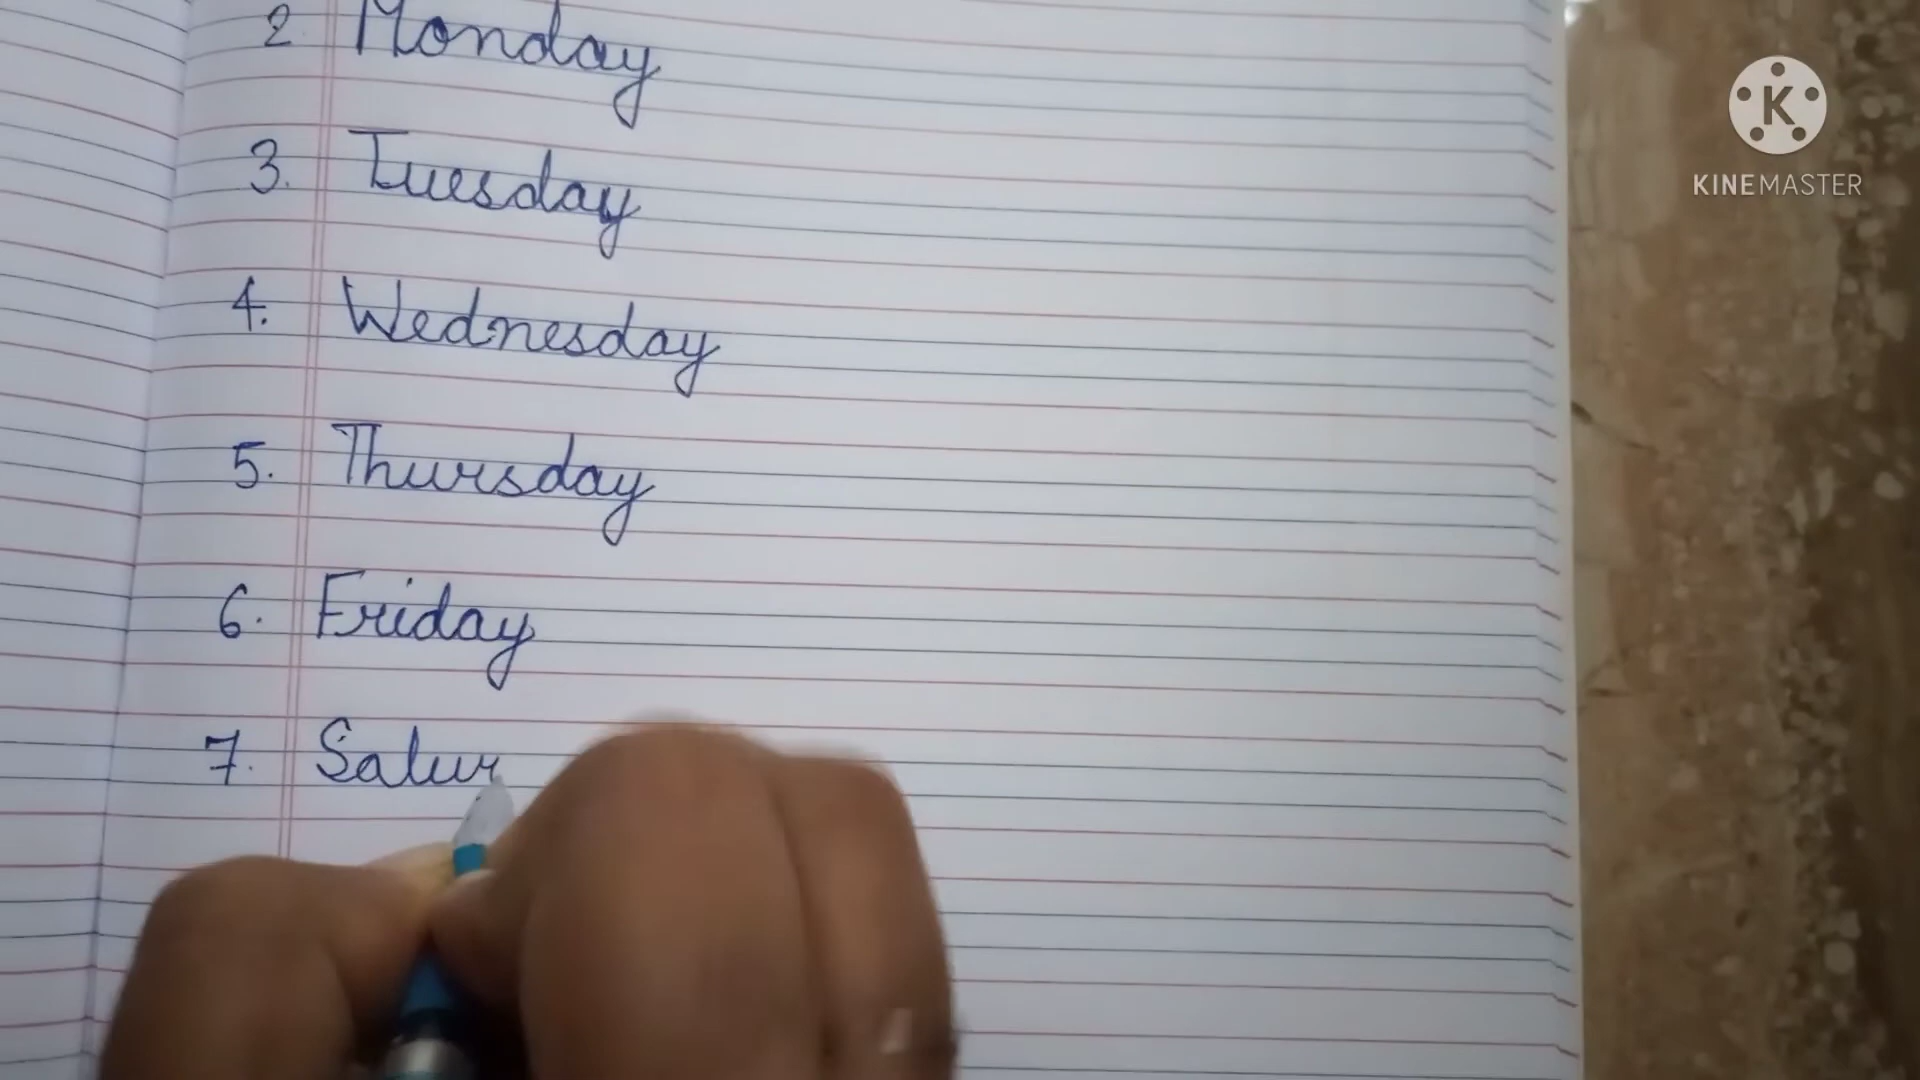 2. Monday
3. Tuesday
4. Wednesday
5. Thursday
6. Friday
7. Satur
K
KINEMASTER